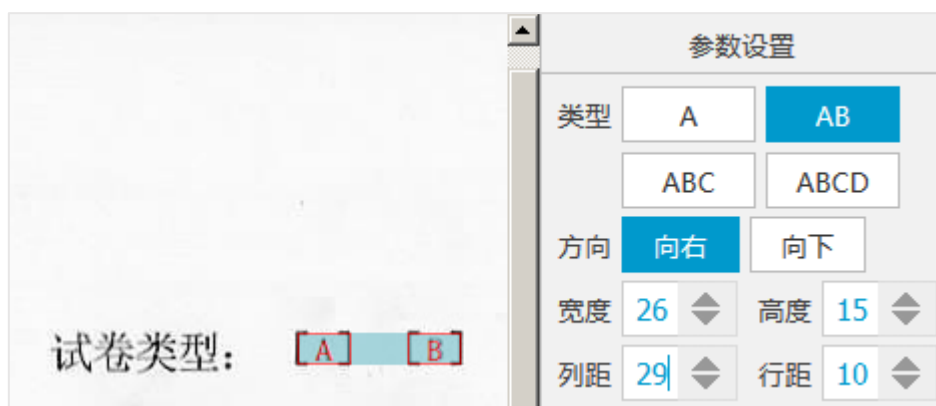 参数设置
类型 A AB
ABC ABCD
方向 向右 向下
宽度 26 高度 15
试卷类型: [A] [B]
列距 29 行距 10